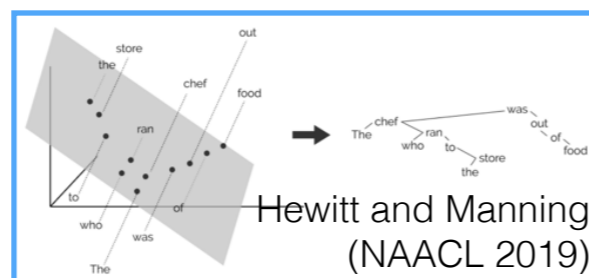 out
store
the
chef
food
ran
to
of
who
was
The
was
chef
out
The
ran
of
who
to
food
store
the
Hewitt and Manning
(NAACL 2019)